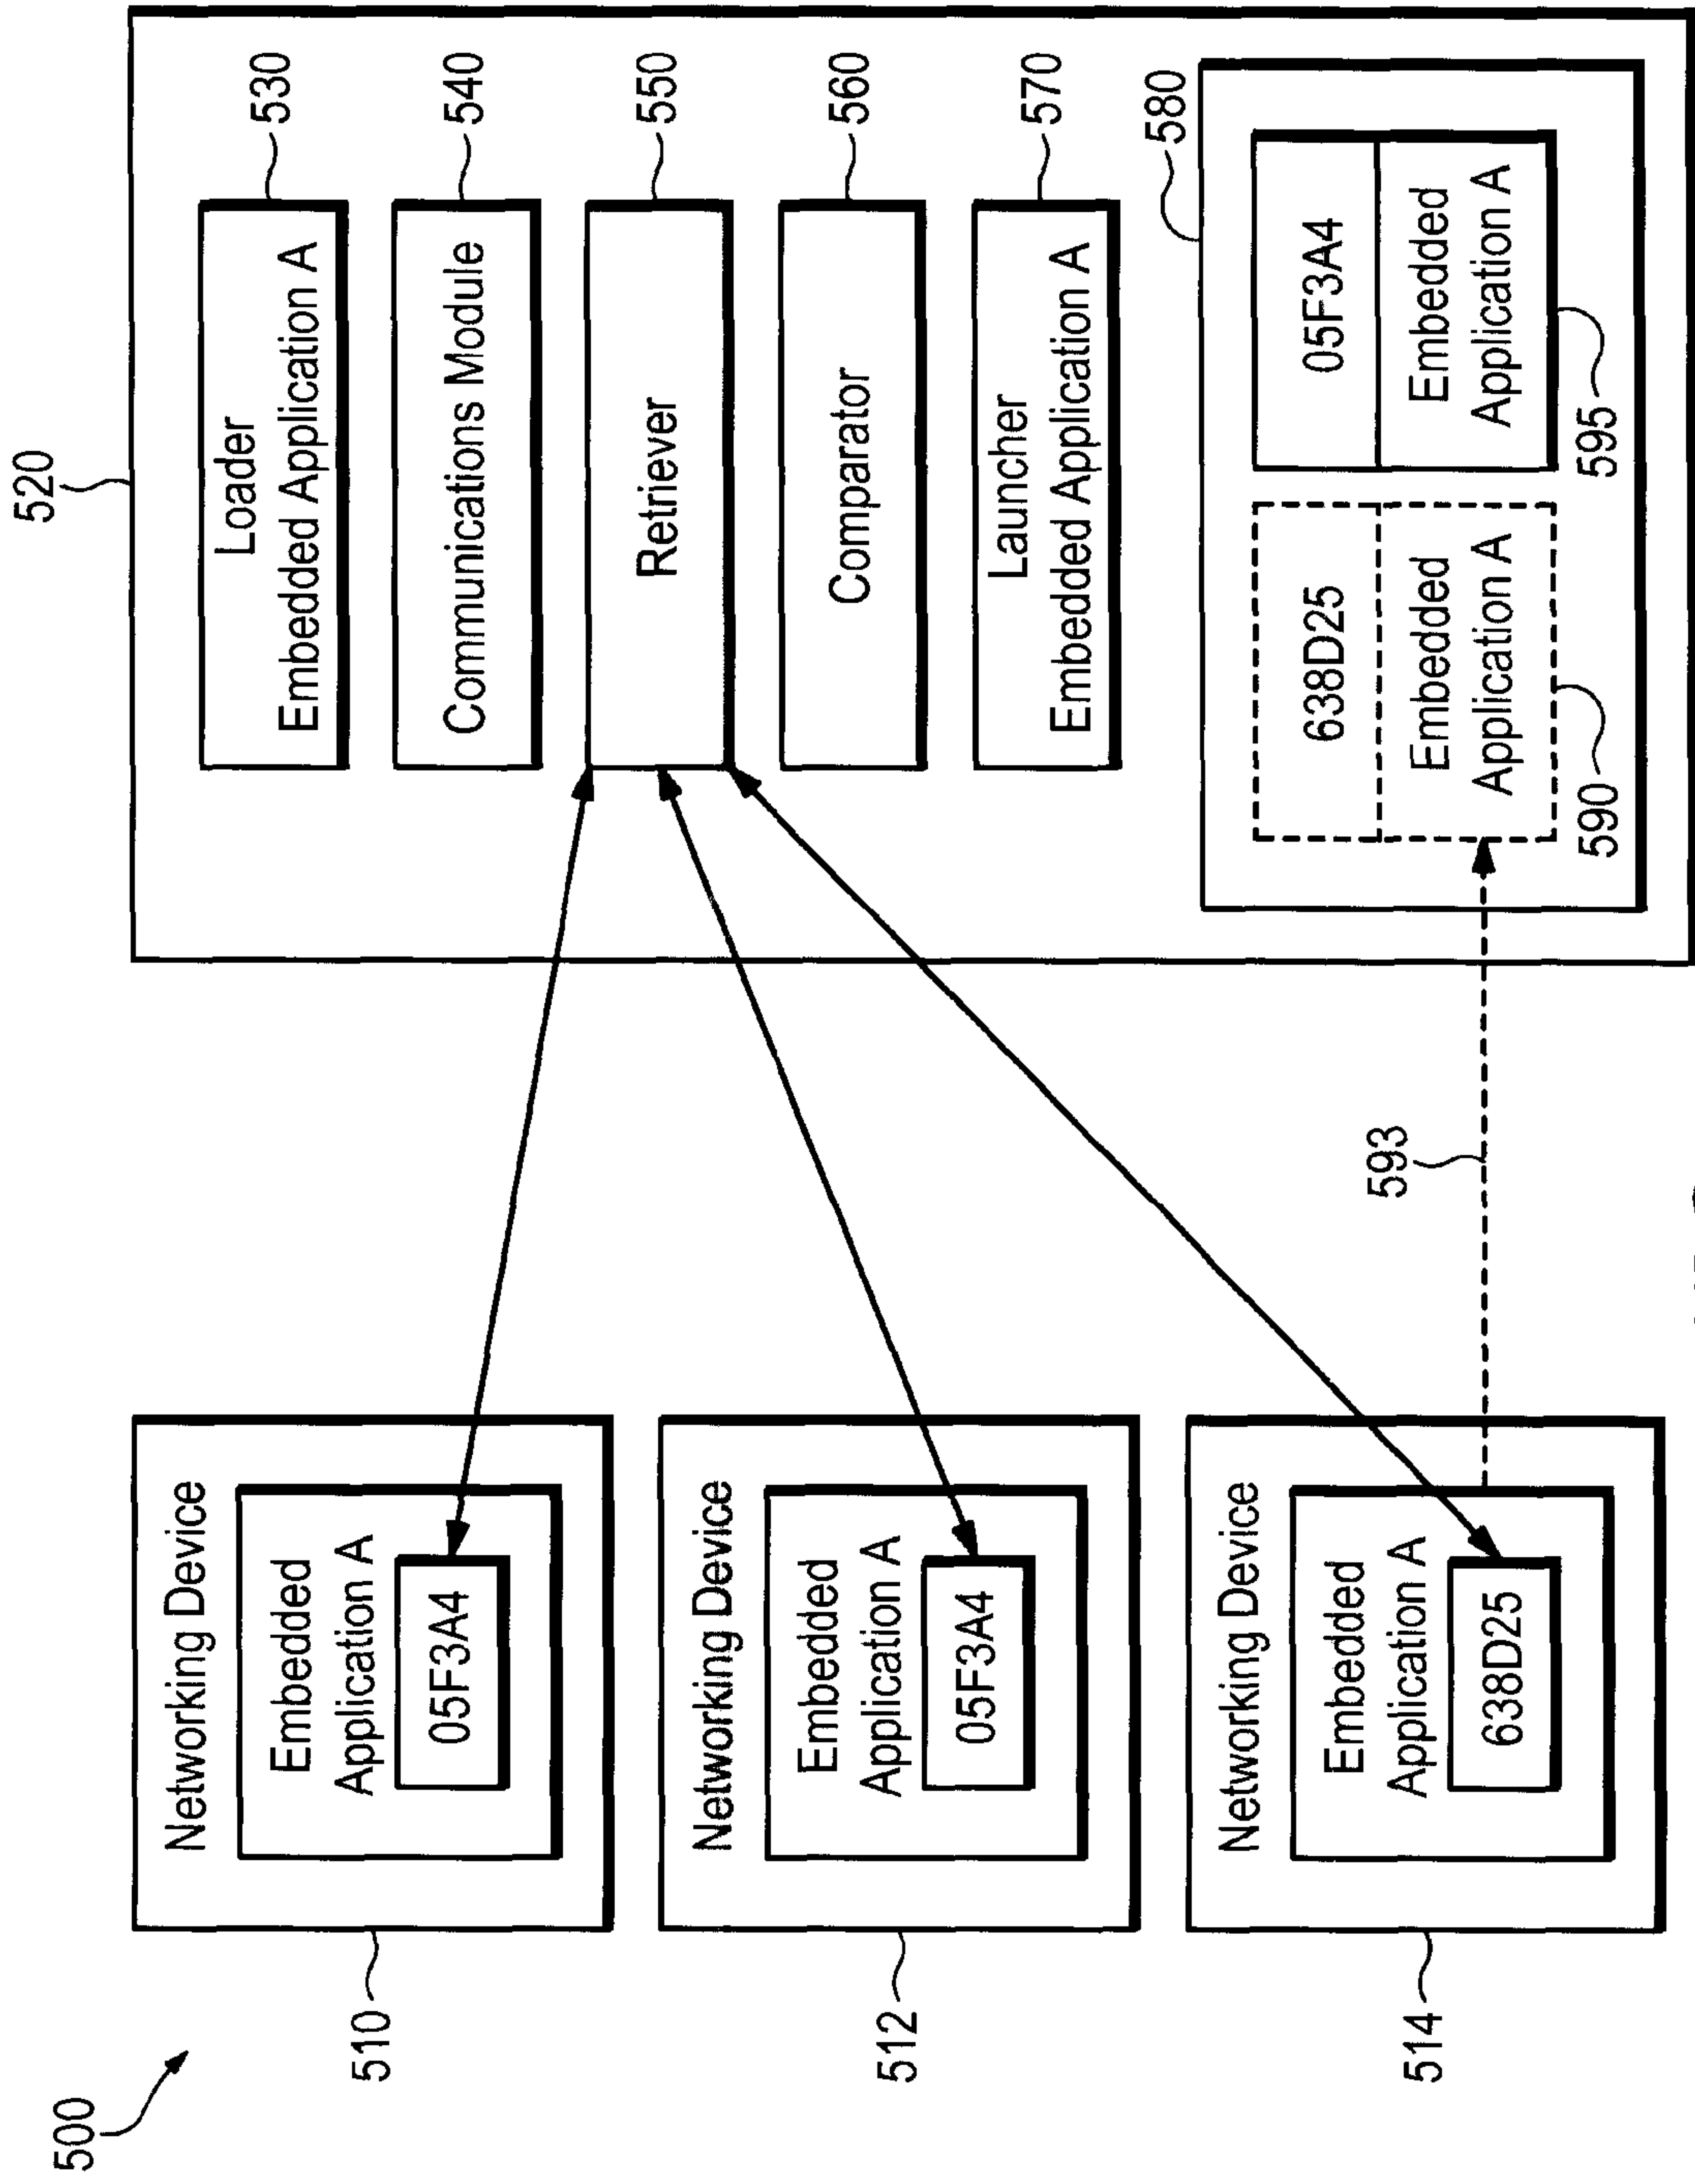 500
510
Networking Device
Embedded
Application A
05F3A4
512
Networking Device
Embedded
Application A
05F3A4
514
Networking Device
Embedded
Application A
638D25
593
520
Loader
Embedded Application A
530
Communications Module
540
Retriever
550
Comparator
560
Launcher
Embedded Application A
570
580
638D25
Embedded
Application A
590
05F3A4
Embedded
Application A
595